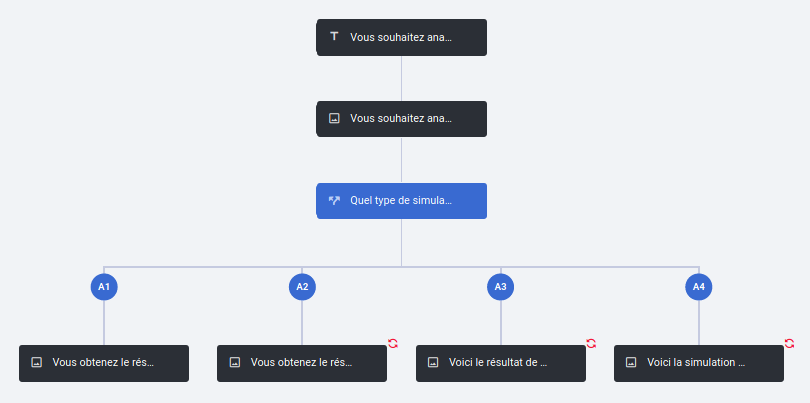 Vous souhaitez ana...
Vous souhaitez ana...
Quel type de simula...
A1
A2
A3
A4
Vous obtenez le rés...
Vous obtenez le rés...
Voici le résultat de ...
Voici la simulation ...